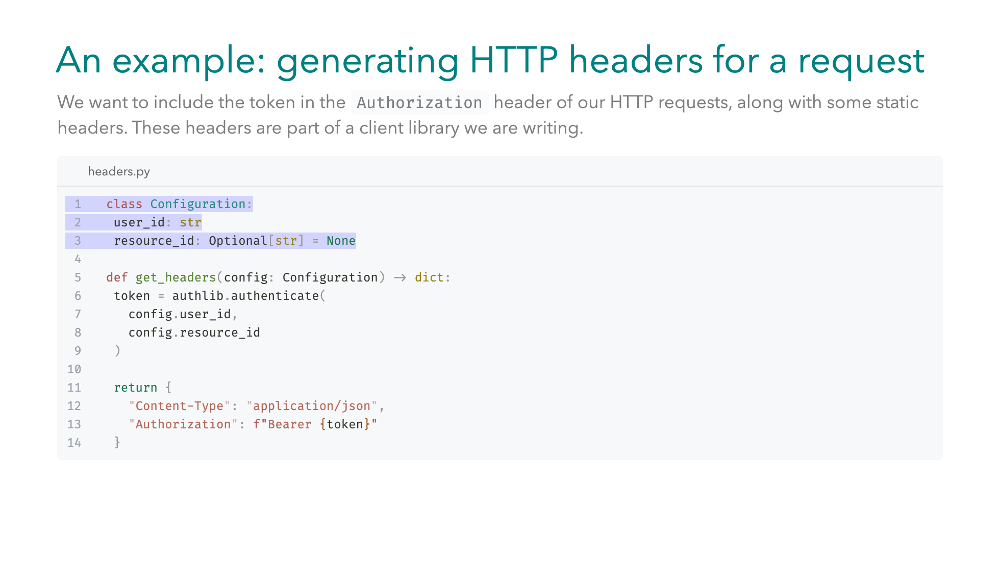 An example: generating HTTP headers for a request
We want to include the token in the Authorization header of our HTTP requests, along with some static
headers. These headers are part of a client library we are writing.
headers.py
1 class Configuration:
2 user_id: str
3 resource_id: Optional[str] = None
4
5 def get_headers(config: Configuration) → dict:
6 token = authlib.authenticate(
7 config.user_id,
8 config.resource_id
9 )
10
11 return {
12 "Content-Type": "application/json",
13 "Authorization": f"Bearer {token}"
14 }